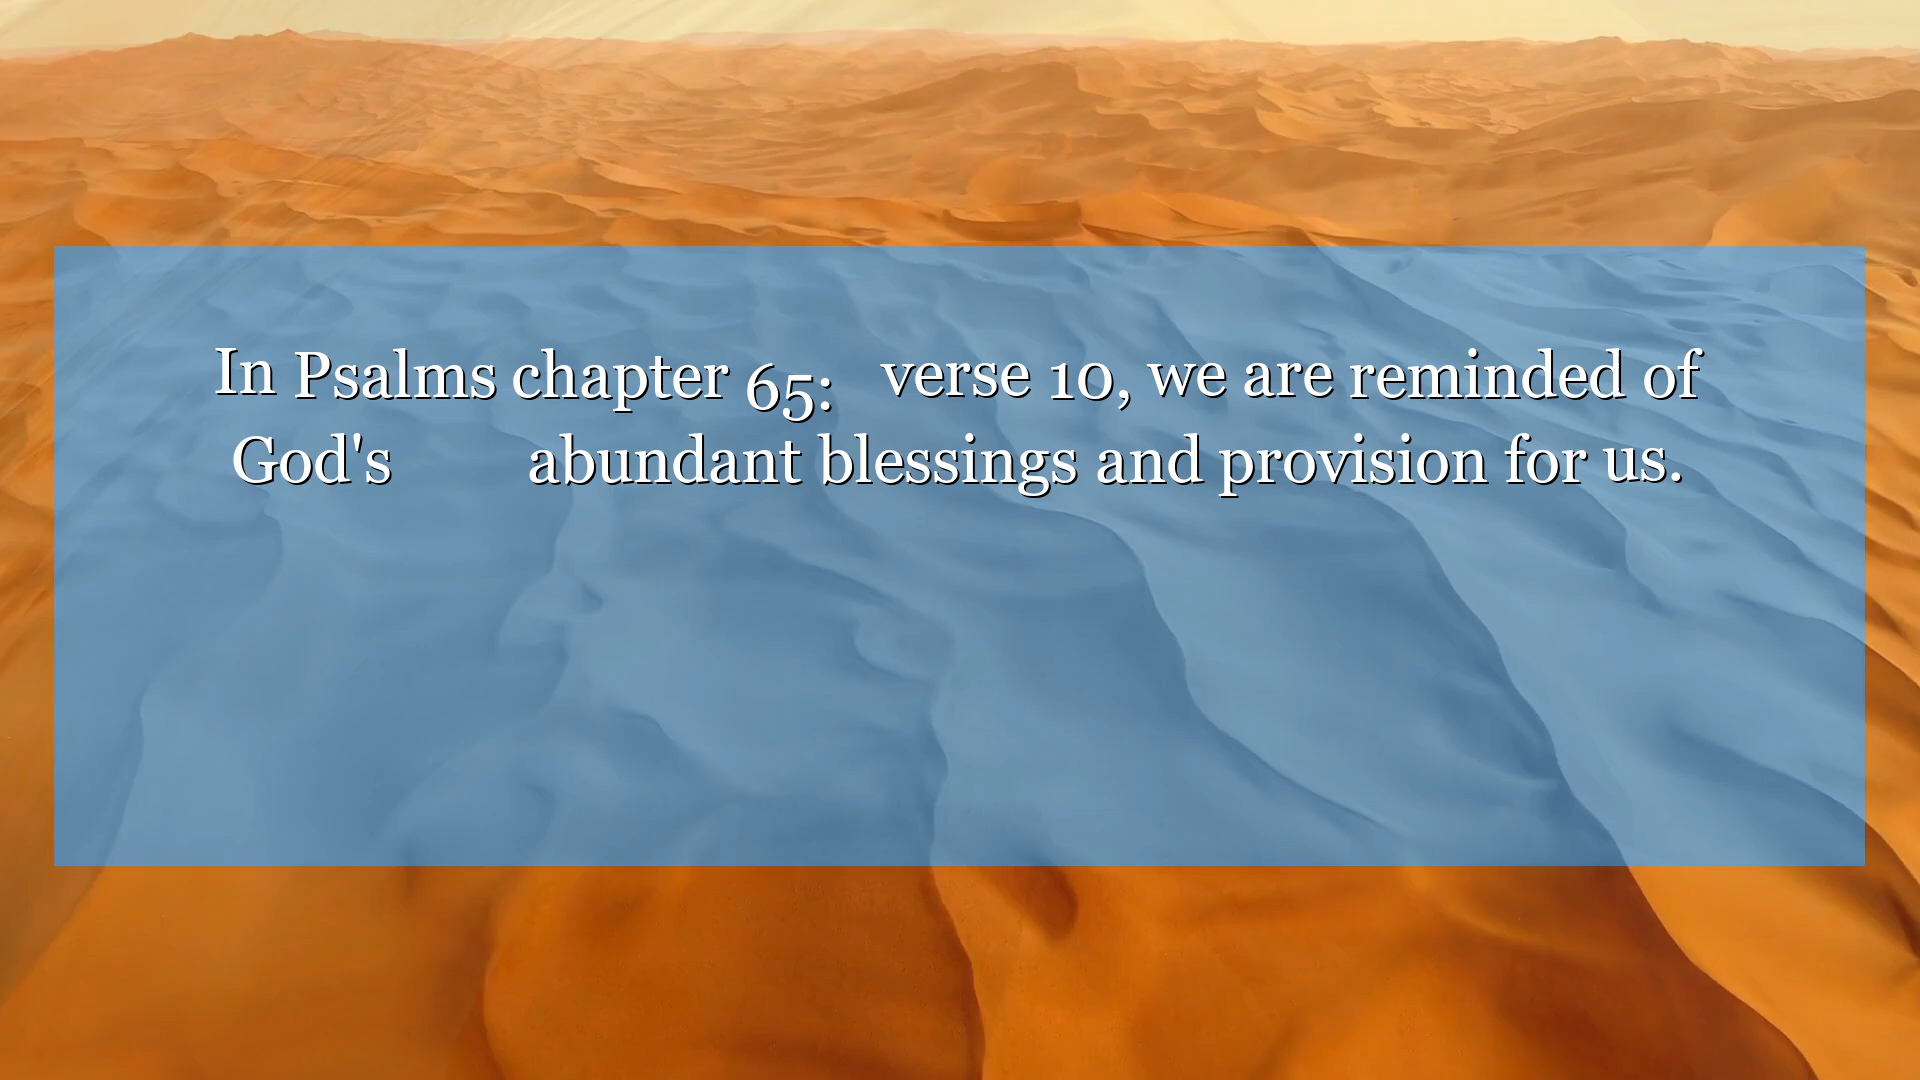 In Psalms chapter 65: verse 10, we are reminded of
God's abundant blessings and provision for us.